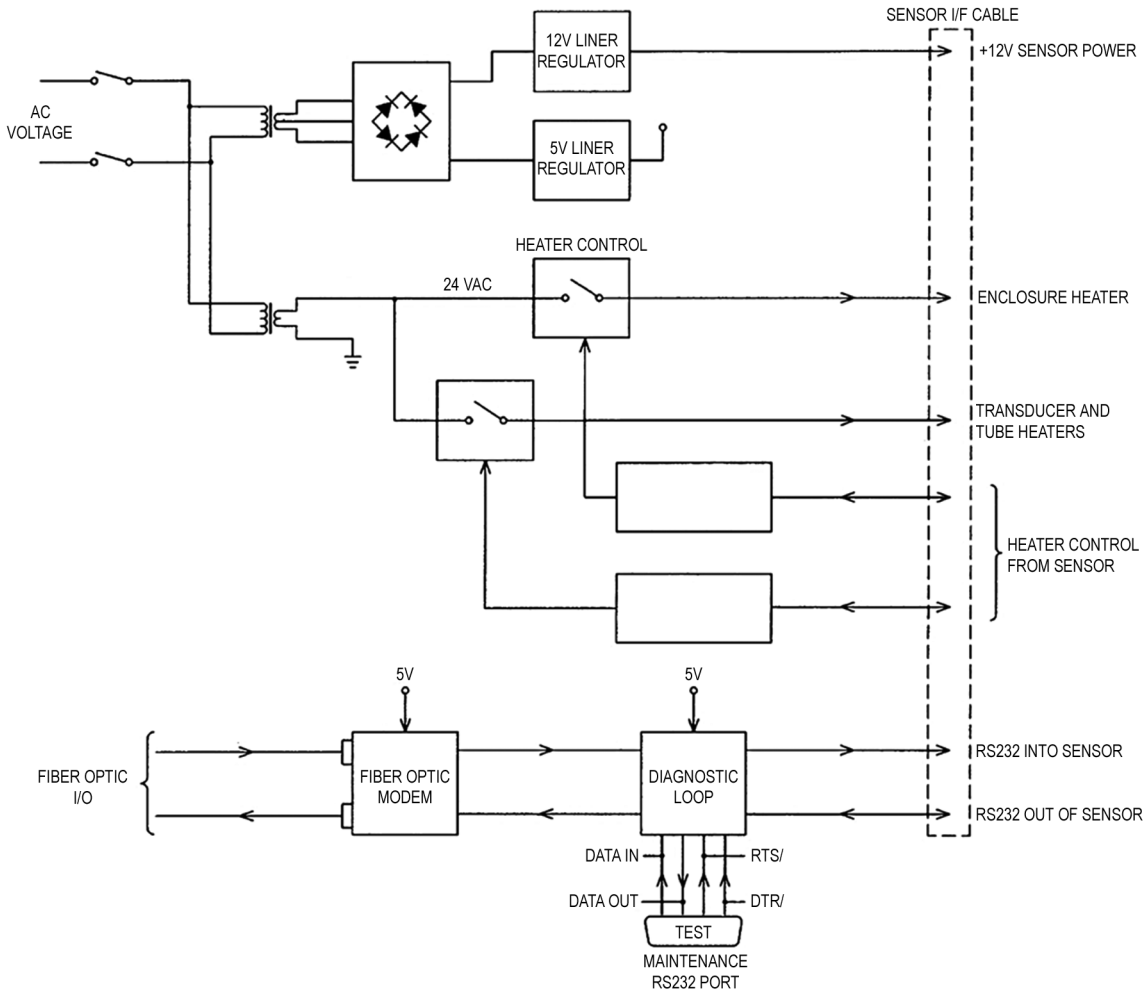 SENSOR I/F CABLE
12V LINER
REGULATOR
+12V SENSOR POWER
AC
VOLTAGE
5V LINER
REGULATOR
HEATER CONTROL
24 VAC
ENCLOSURE HEATER
TRANSDUCER AND
TUBE HEATERS
HEATER CONTROL
FROM SENSOR
5V
5V
FIBER OPTIC
I/O
FIBER OPTIC
MODEM
DIAGNOSTIC
LOOP
RS232 INTO SENSOR
RS232 OUT OF SENSOR
DATA IN
RTS/
DATA OUT
DTR/
TEST
MAINTENANCE
RS232 PORT